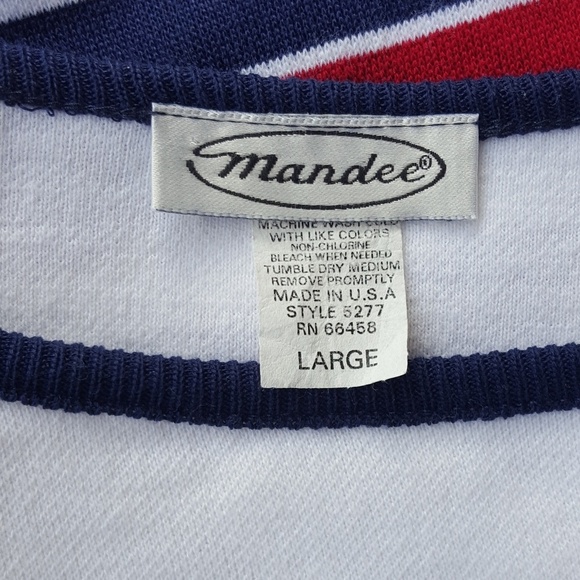 mandee®
MACHINE WASH COLD
WITH LIKE COLORS
NON-CHLORINE
BLEACH WHEN NEEDED
TUMBLE DRY MEDIUM
REMOVE PROMPTLY
MADE IN U.S.A
STYLE 5277
RN 66458
LARGE